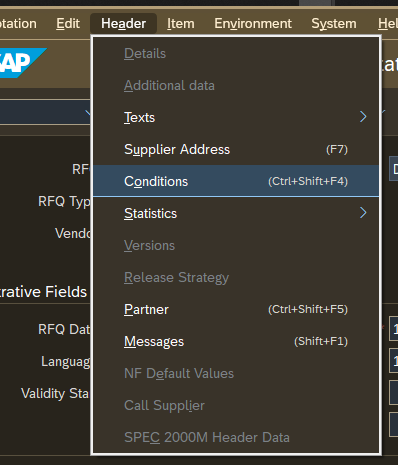 otation Edit Header Item Environment System Hel
SAP
Details
Additional data
Texts
Supplier Address (F7)
RF
Conditions (Ctrl+Shift+F4)
RFQ Typ
Statistics
Vendo
Versions
Release Strategy
trative Fields
Partner (Ctrl+Shift+F5)
RFQ Dat
Messages (Shift+F1)
Languag
NF Default Values
Validity Sta
Call Supplier
SPEC 2000M Header Data